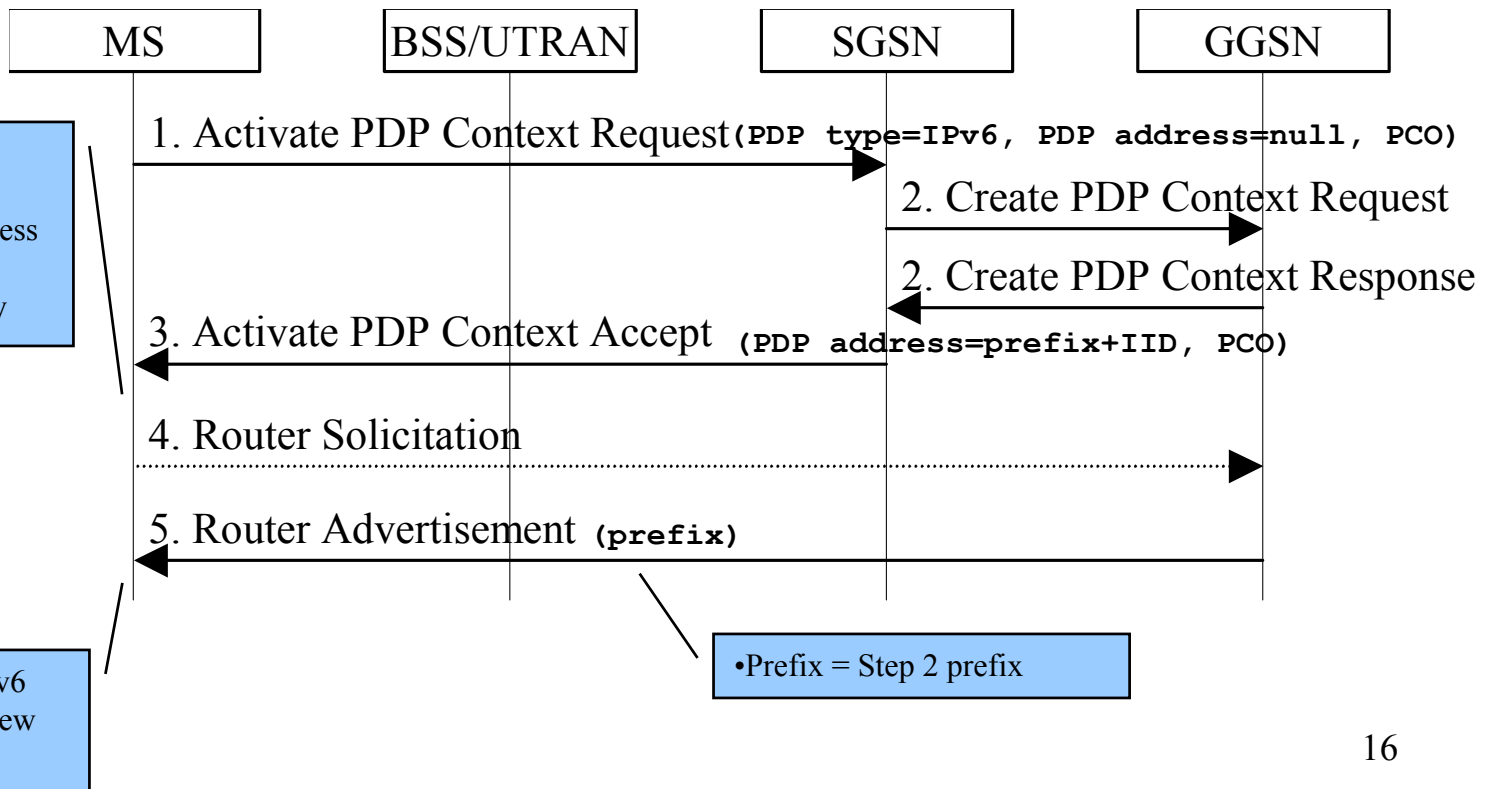 MS
BSS/UTRAN
SGSN
GGSN
1. Activate PDP Context Request(PDP type=IPv6, PDP address=null, PCO)
2. Create PDP Context Request
2. Create PDP Context Response
3. Activate PDP Context Accept (PDP address=prefix+IID, PCO)
4. Router Solicitation
5. Router Advertisement (prefix)
•Prefix = Step 2 prefix
16